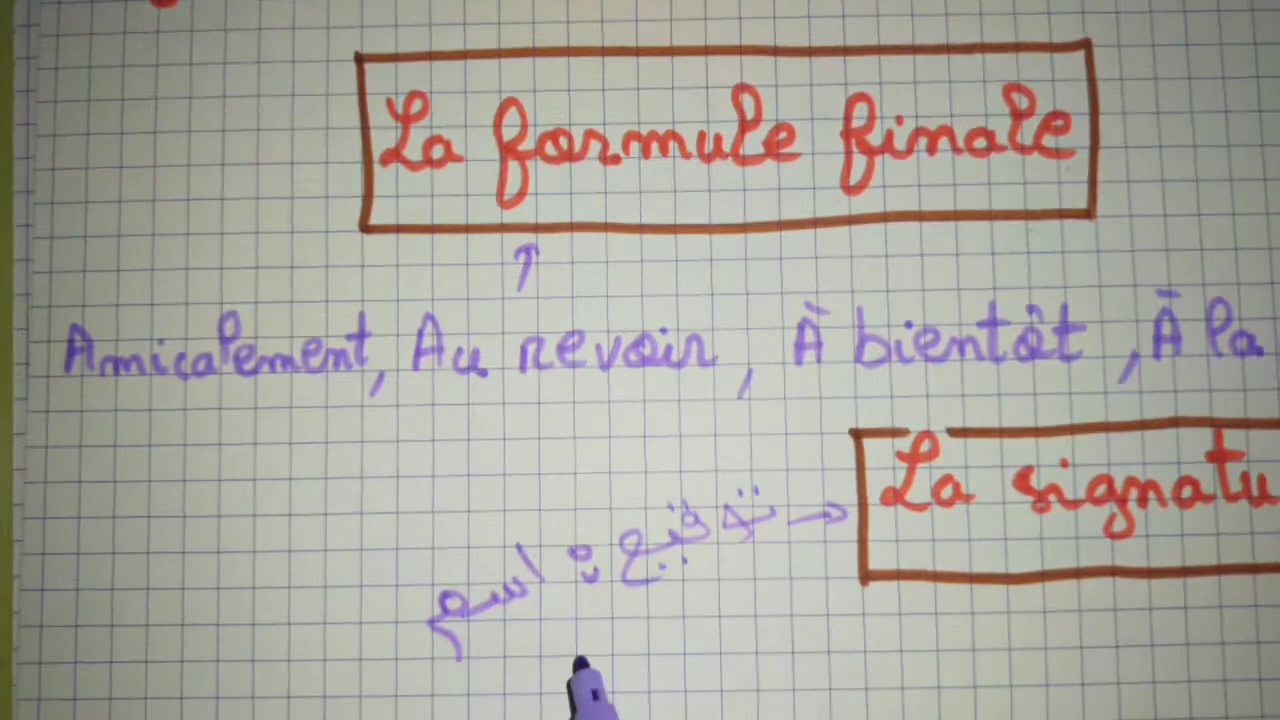 La formule finale
Amicalement, Au revoir, À bientôt, À la
La signatu
توقيع و اسم